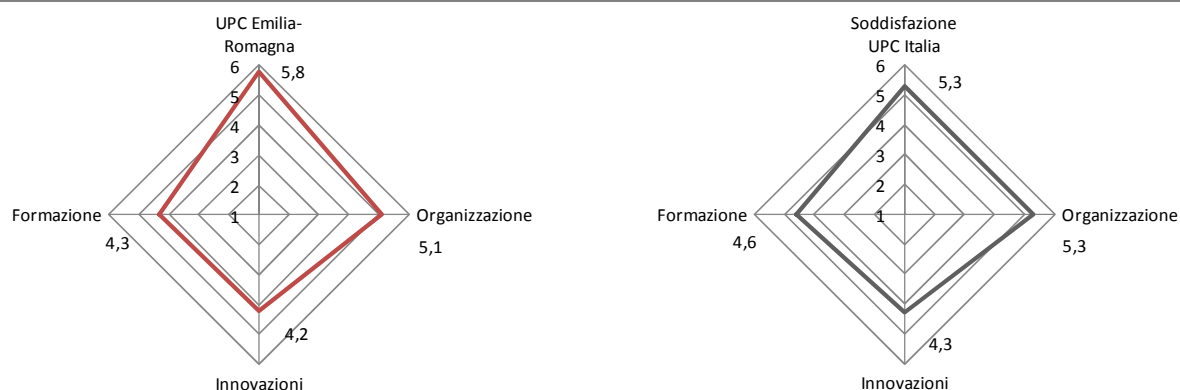 UPC Emilia-
Romagna
6
5,8
5
4
3
2
1
Formazione
4,3
Organizzazione
5,1
4,2
Innovazioni
Soddisfazione
UPC Italia
6
5,3
5
4
3
2
1
Formazione
4,6
Organizzazione
5,3
4,3
Innovazioni